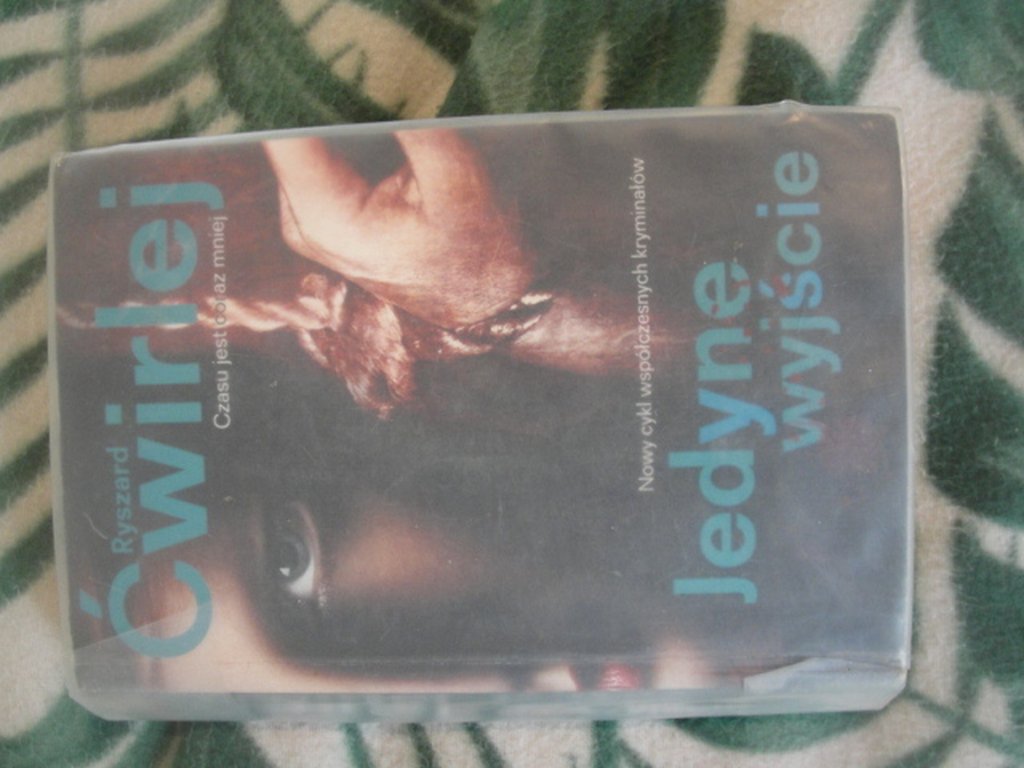 Ryszard
Ćwirlej
Czasu jest coraz mniej
Nowy cykl współczesnych kryminałów
Jedyne
wyjście